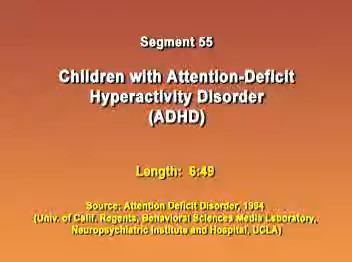 Segment 55
Children with Attention-Deficit
Hyperactivity Disorder
(ADHD)
Length: 6:49
Source: Attention Deficit Disorder, 1994
(Univ. of Calif. Regents, Behavioral Sciences Media Laboratory,
Neuropsychiatric Institute and Hospital, UCLA)